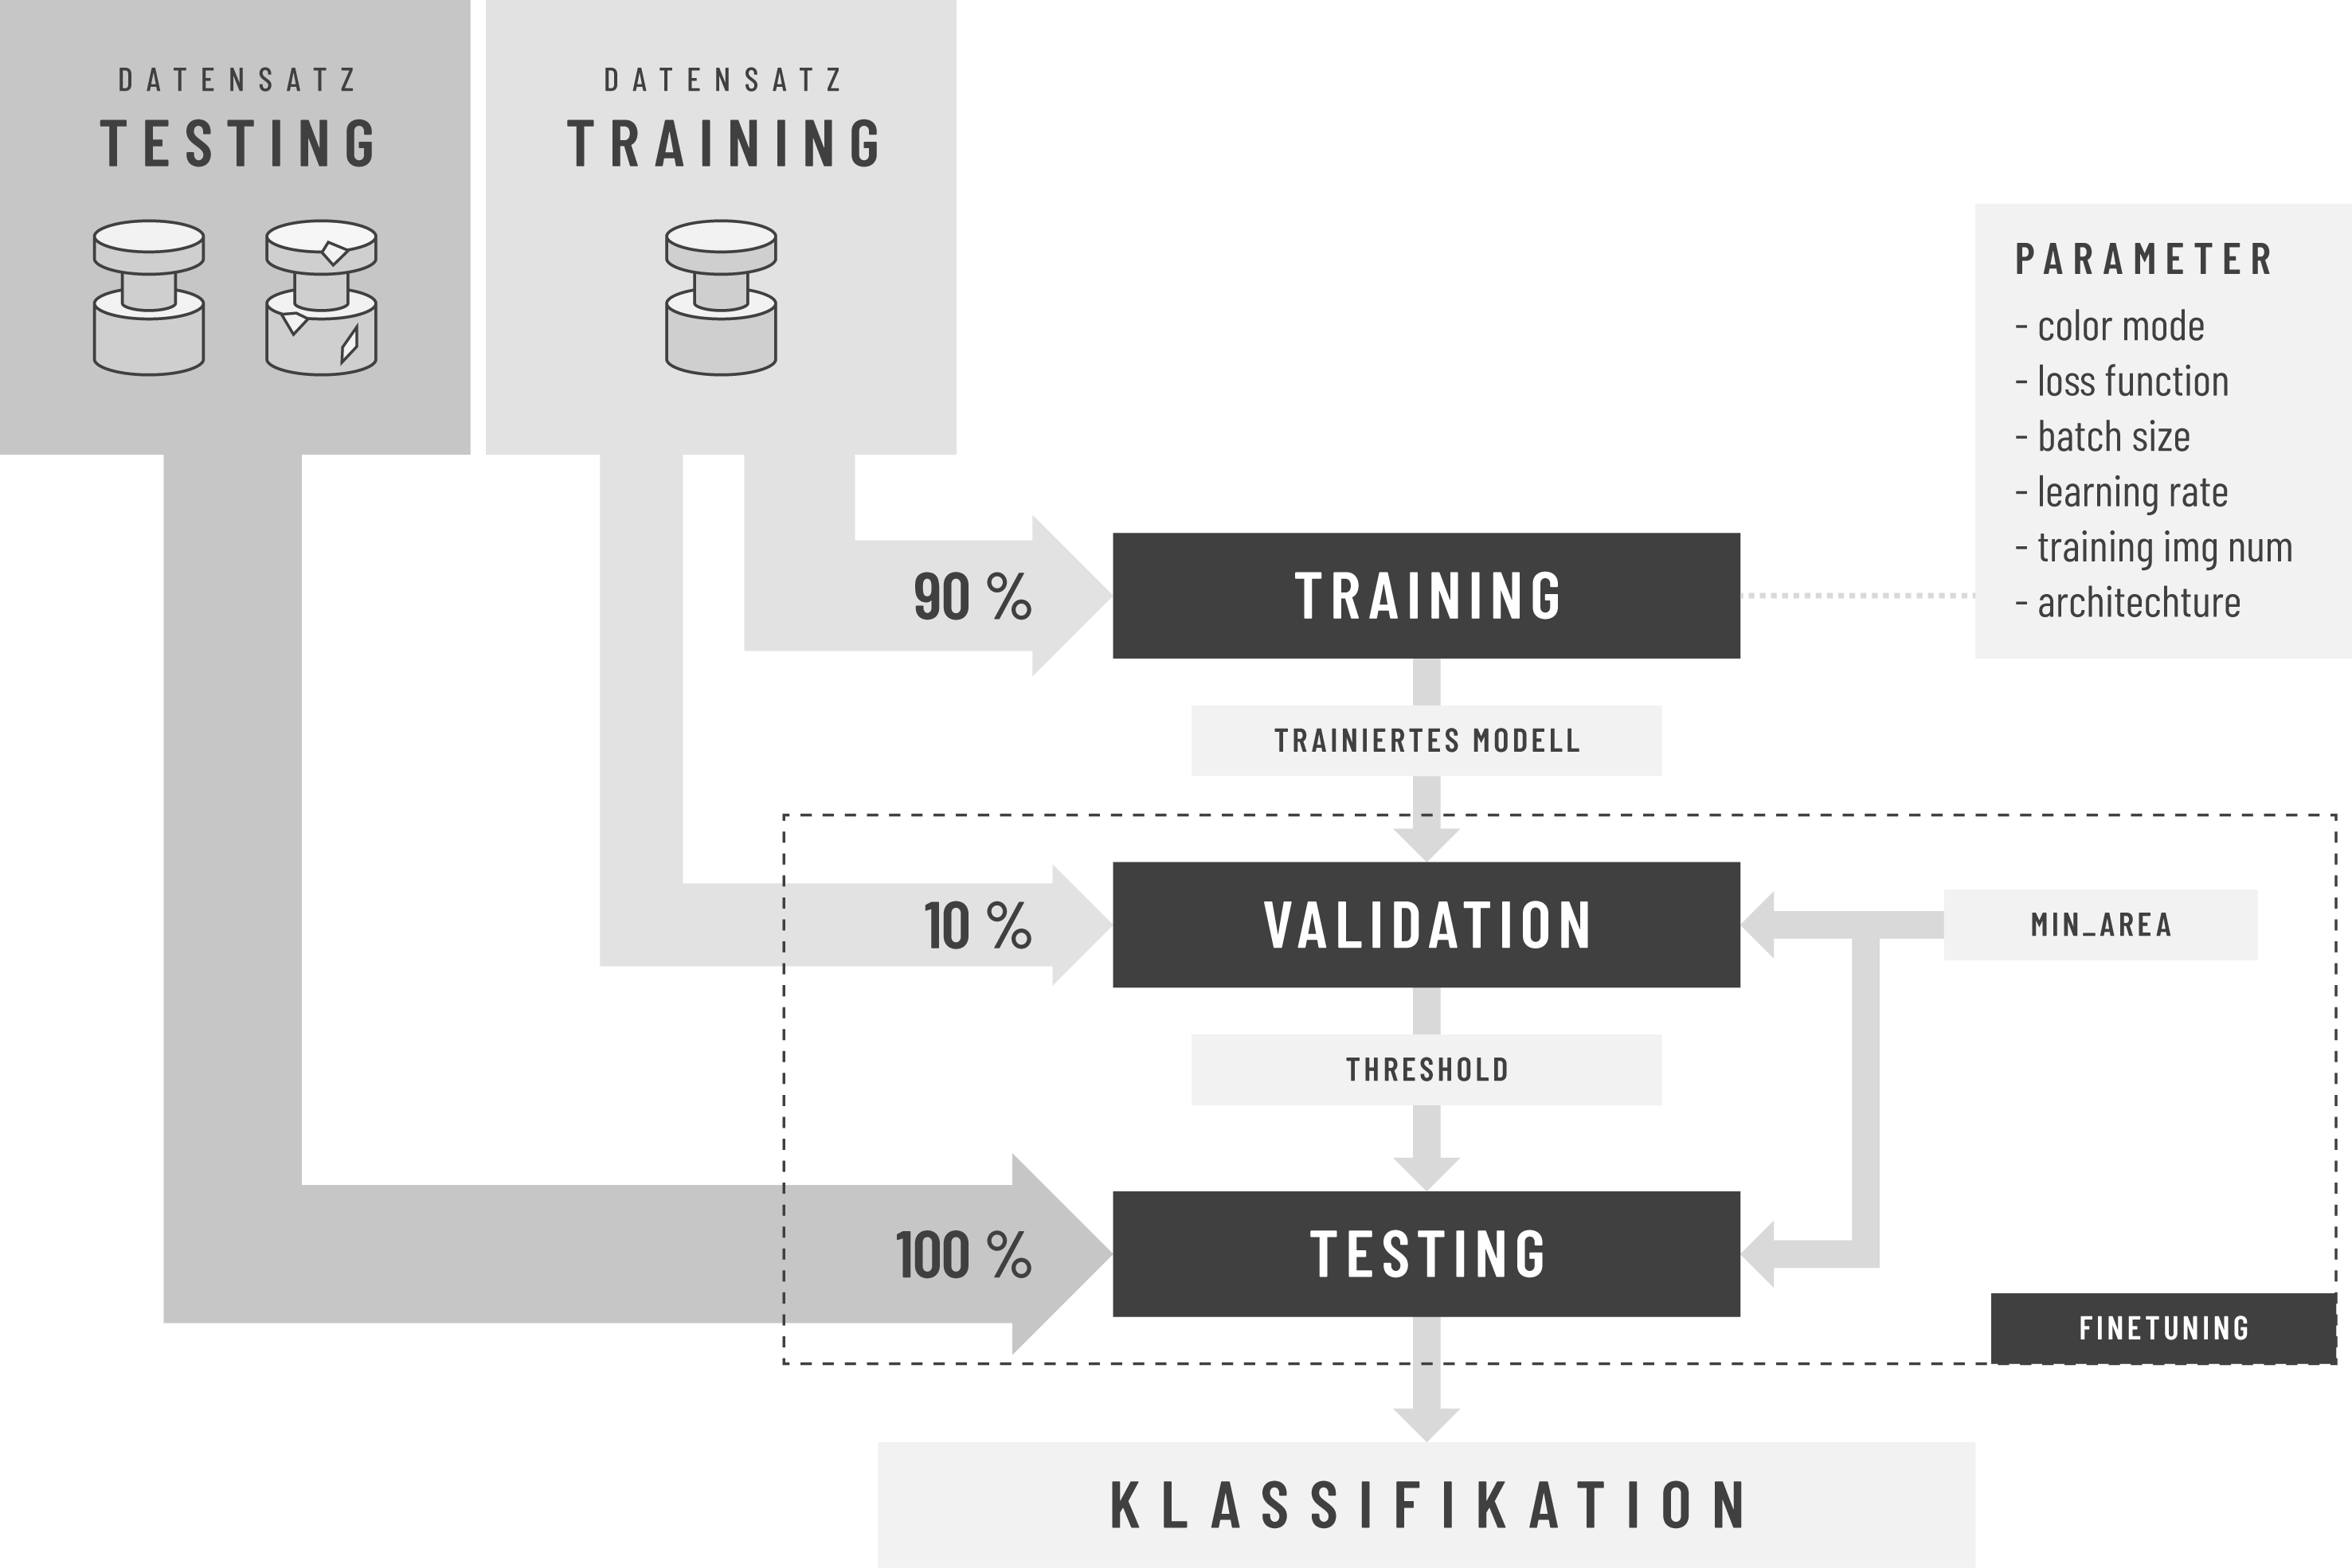 DATENSATZ
TESTING
DATENSATZ
TRAINING
PARAMETER
- color mode
- loss function
- batch size
- learning rate
- training img num
- architechture
90 %
TRAINING
TRAINIERTES MODELL
10 %
VALIDATION
MIN_AREA
THRESHOLD
100 %
TESTING
FINETUNING
KLASSIFIKATION